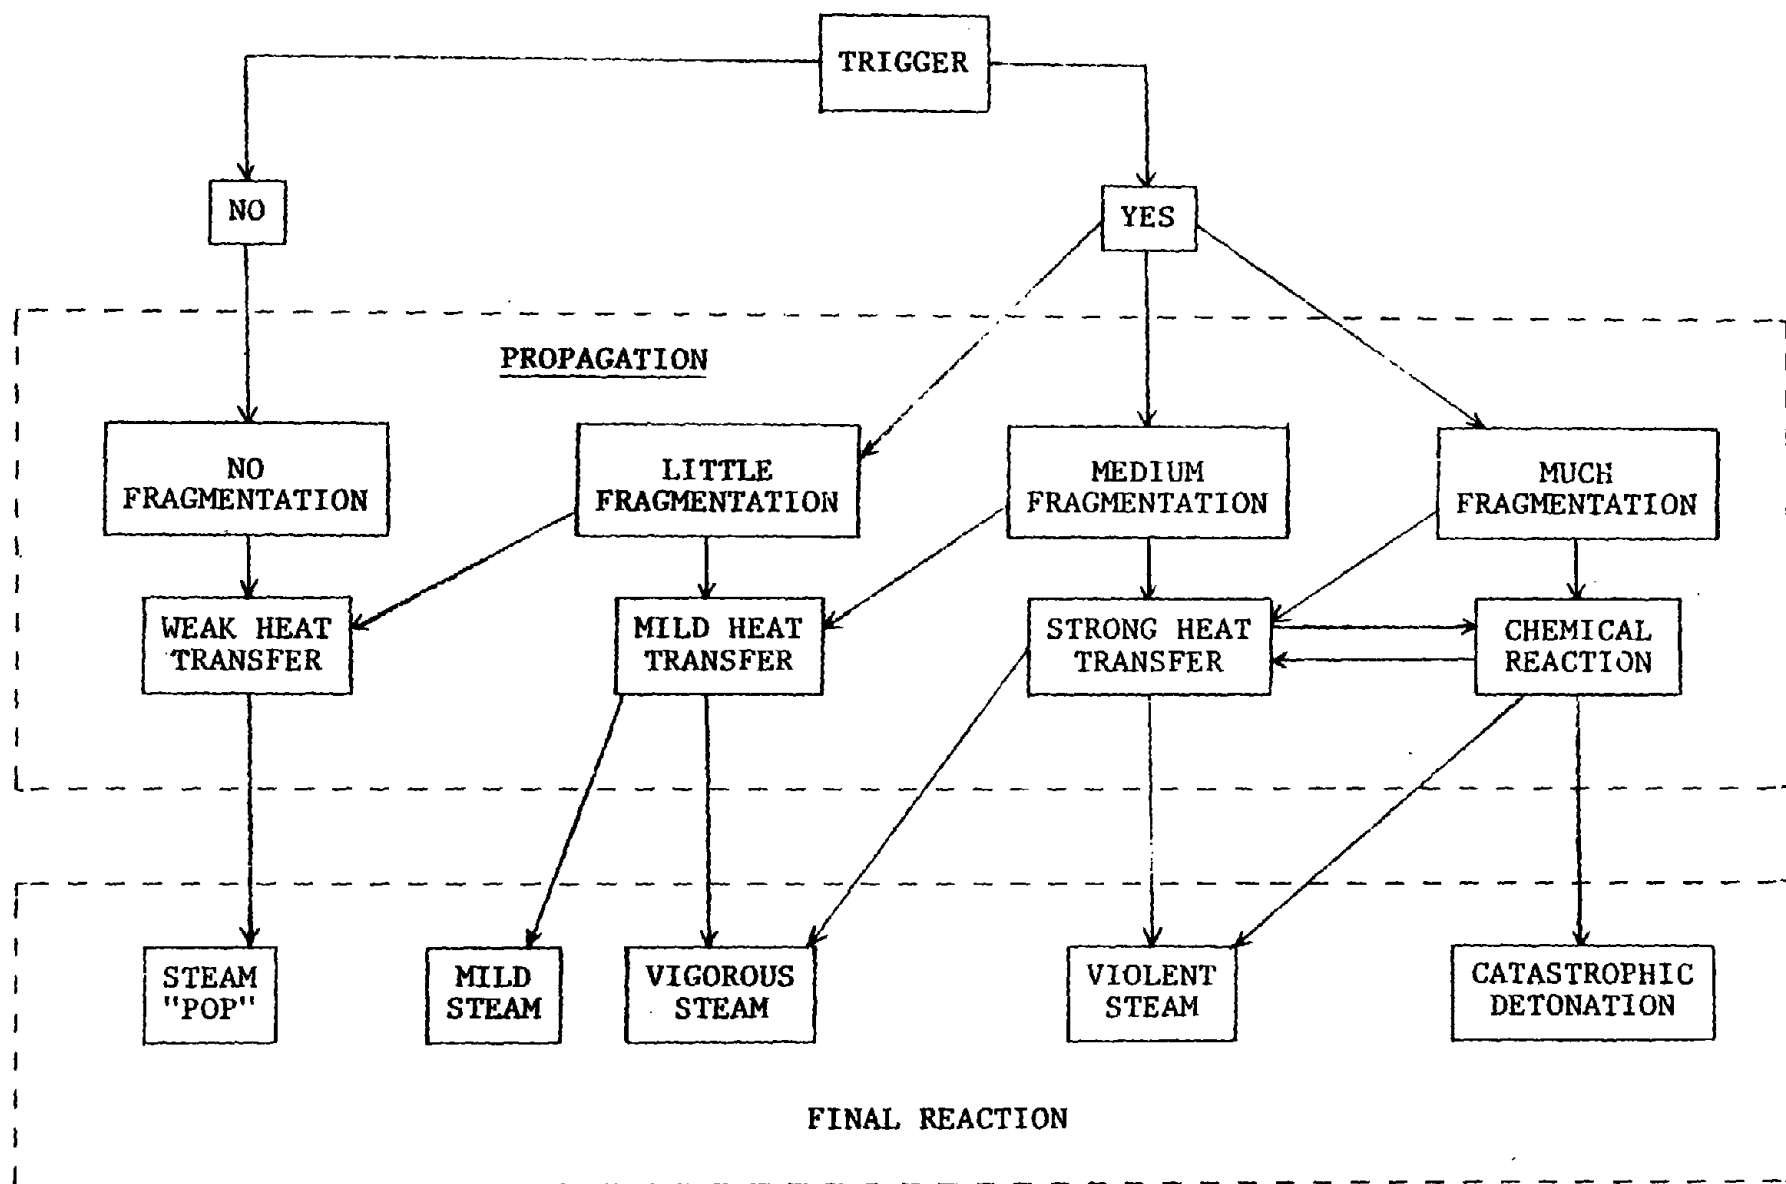 TRIGGER
NO
YES
PROPAGATION
NO
FRAGMENTATION
LITTLE
FRAGMENTATION
MEDIUM
FRAGMENTATION
MUCH
FRAGMENTATION
WEAK HEAT
TRANSFER
MILD HEAT
TRANSFER
STRONG HEAT
TRANSFER
CHEMICAL
REACTION
STEAM
"POP"
MILD
STEAM
VIGOROUS
STEAM
VIOLENT
STEAM
CATASTROPHIC
DETONATION
FINAL REACTION